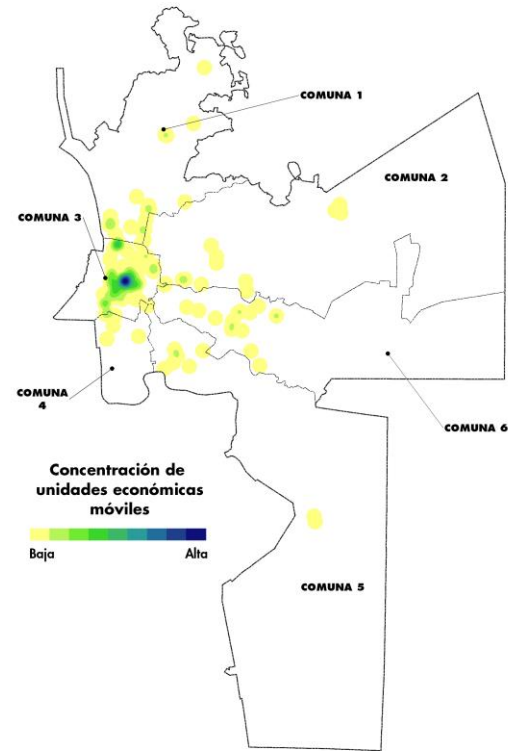 COMUNA 1
COMUNA 2
COMUNA 3
COMUNA
4
COMUNA 6
Concentración de
unidades económicas
móviles
Baja Alta
COMUNA 5